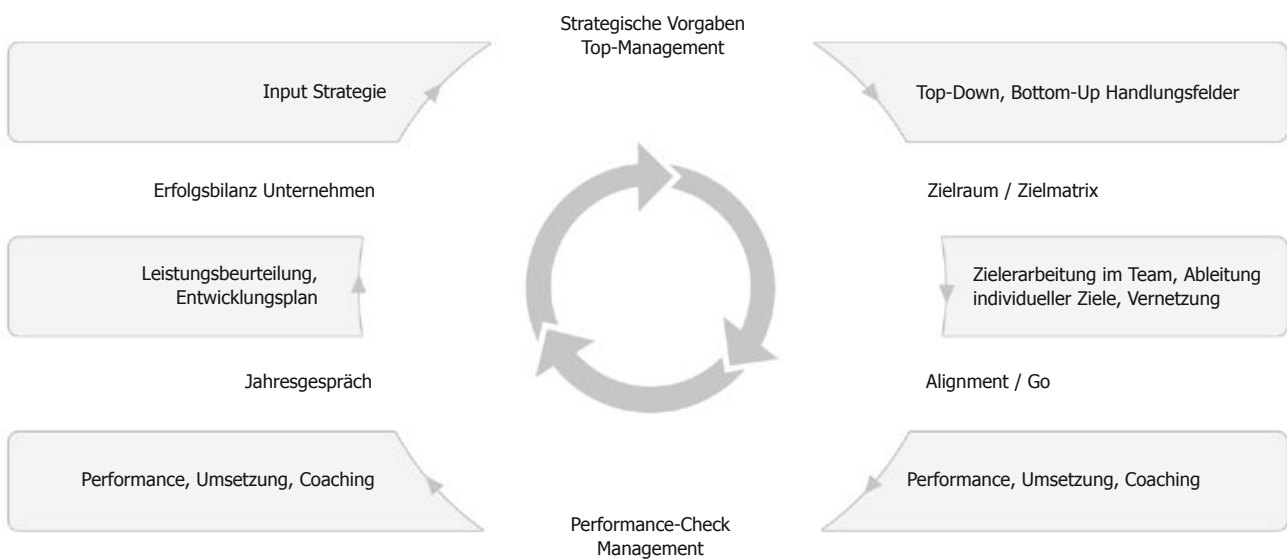 Strategische Vorgaben
Top-Management
Input Strategie
Top-Down, Bottom-Up Handlungsfelder
Erfolgsbilanz Unternehmen
Zielraum / Zielmatrix
Leistungsbeurteilung,
Entwicklungsplan
Zielerarbeitung im Team, Ableitung
individueller Ziele, Vernetzung
Jahresgespräch
Alignment / Go
Performance, Umsetzung, Coaching
Performance, Umsetzung, Coaching
Performance-Check
Management